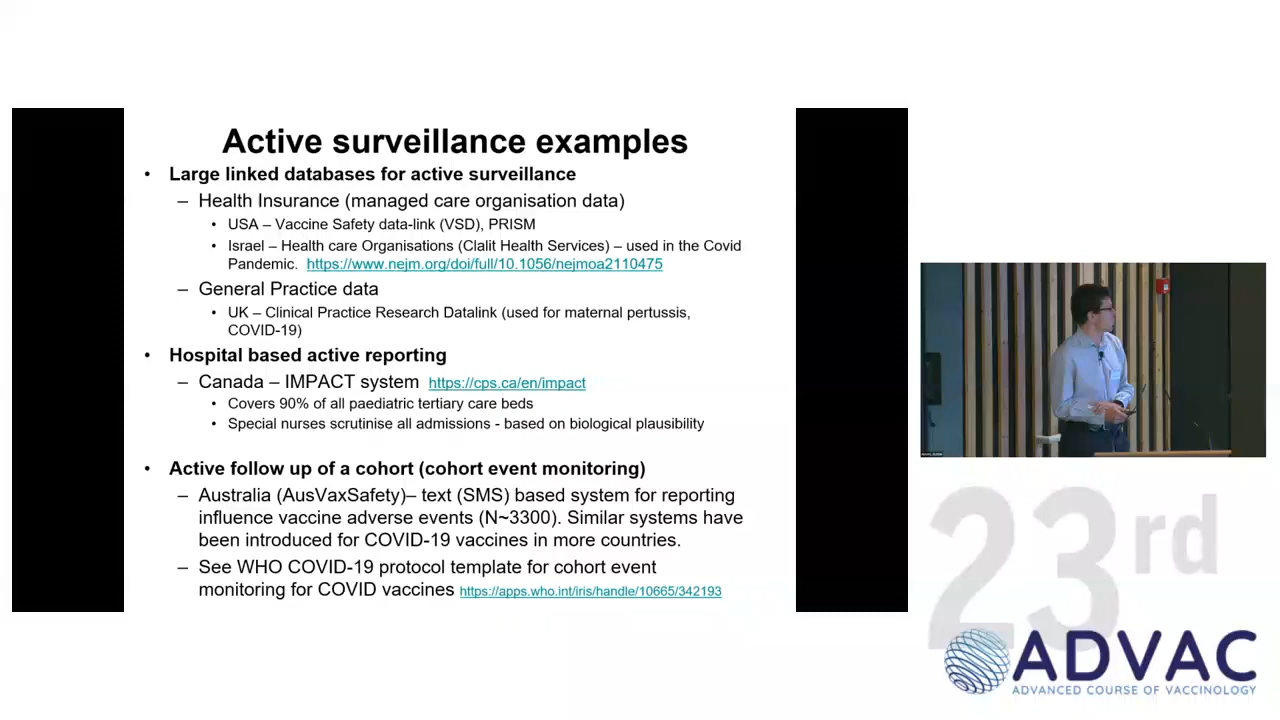 Active surveillance examples
• Large linked databases for active surveillance
– Health Insurance (managed care organisation data)
• USA – Vaccine Safety data-link (VSD), PRISM
• Israel – Health care Organisations (Clalit Health Services) – used in the Covid
Pandemic. https://www.nejm.org/doi/full/10.1056/nejmoa2110475
– General Practice data
• UK – Clinical Practice Research Datalink (used for maternal pertussis,
COVID-19)
• Hospital based active reporting
– Canada – IMPACT system https://cps.ca/en/impact
• Covers 90% of all paediatric tertiary care beds
• Special nurses scrutinise all admissions - based on biological plausibility
• Active follow up of a cohort (cohort event monitoring)
– Australia (AusVaxSafety)– text (SMS) based system for reporting
influence vaccine adverse events (N~3300). Similar systems have
been introduced for COVID-19 vaccines in more countries.
– See WHO COVID-19 protocol template for cohort event
monitoring for COVID vaccines https://apps.who.int/iris/handle/10665/342193
23rd
ADVAC
ADVANCED COURSE OF VACCINOLOGY